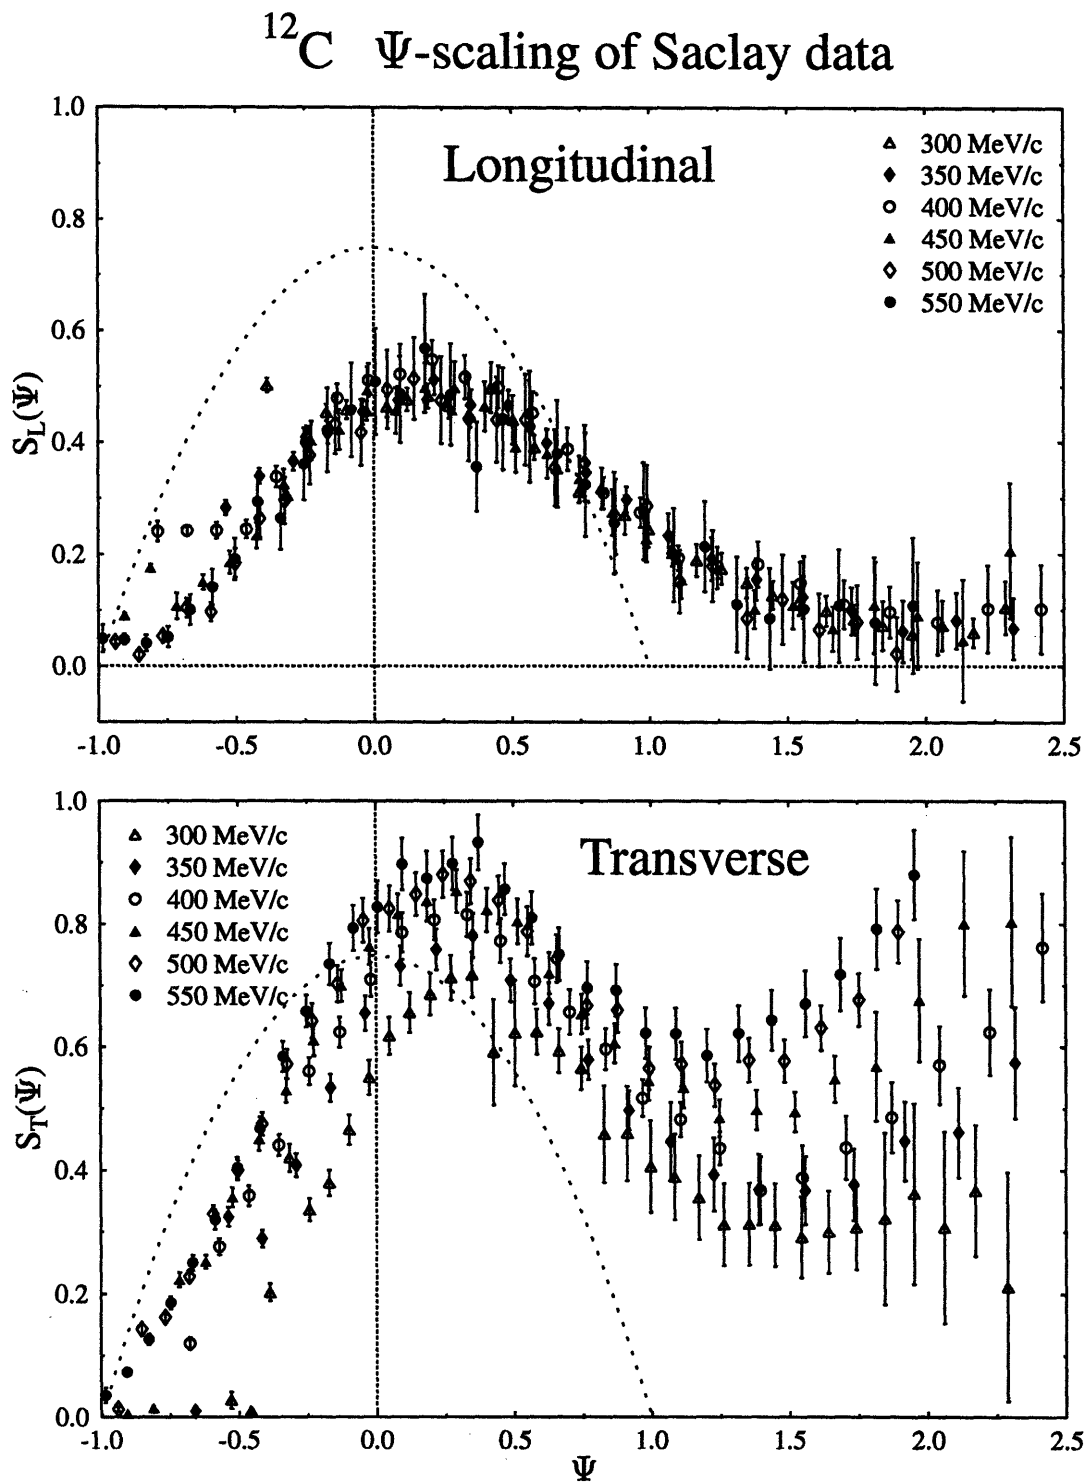 ¹²C Ψ-scaling of Saclay data
1.0
0.8
0.6
0.4
0.2
0.0
S_L(Ψ)
Longitudinal
300 MeV/c
350 MeV/c
400 MeV/c
450 MeV/c
500 MeV/c
550 MeV/c
-1.0 -0.5 0.0 0.5 1.0 1.5 2.0 2.5
1.0
0.8
0.6
0.4
0.2
0.0
S_T(Ψ)
300 MeV/c
350 MeV/c
400 MeV/c
450 MeV/c
500 MeV/c
550 MeV/c
Transverse
-1.0 -0.5 0.0 0.5 1.0 1.5 2.0 2.5
Ψ